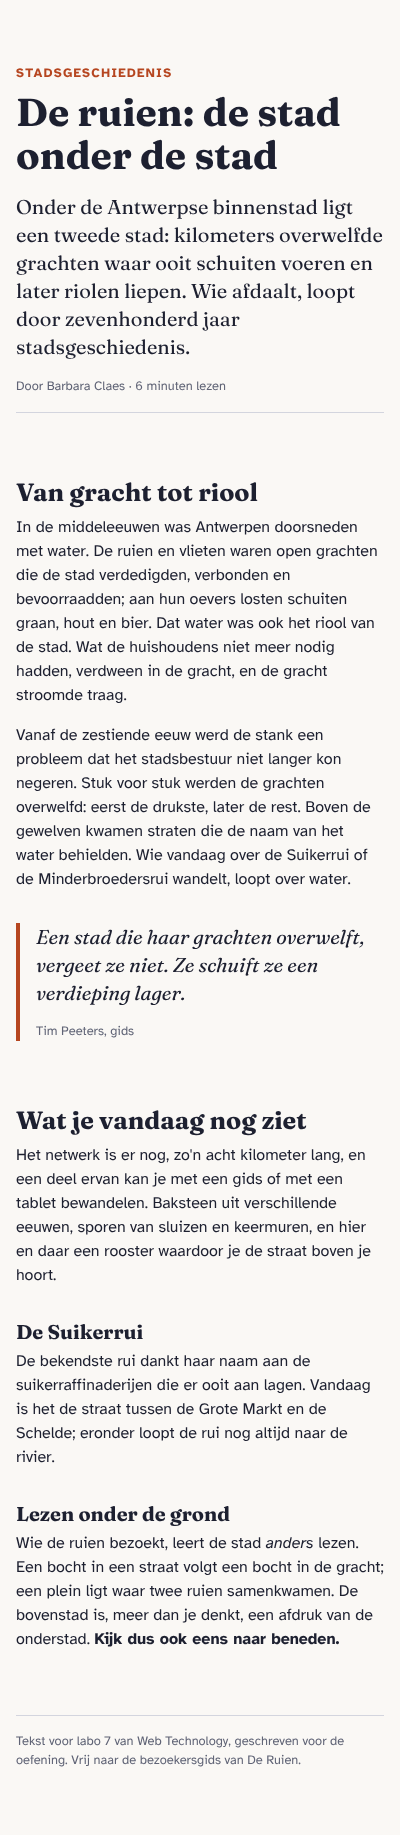 STADSGESCHIEDENIS
De ruien: de stad
onder de stad
Onder de Antwerpse binnenstad ligt
een tweede stad: kilometers overwelfde
grachten waar ooit schuiten voeren en
later riolen liepen. Wie afdaalt, loopt
door zevenhonderd jaar
stadsgeschiedenis.
Door Barbara Claes · 6 minuten lezen
Van gracht tot riool
In de middeleeuwen was Antwerpen doorsneden
met water. De ruien en vlieten waren open grachten
die de stad verdedigden, verbonden en
bevoorraadden; aan hun oevers losten schuiten
graan, hout en bier. Dat water was ook het riool van
de stad. Wat de huishoudens niet meer nodig
hadden, verdween in de gracht, en de gracht
stroomde traag.
Vanaf de zestiende eeuw werd de stank een
probleem dat het stadsbestuur niet langer kon
negeren. Stuk voor stuk werden de grachten
overwelfd: eerst de drukste, later de rest. Boven de
gewelven kwamen straten die de naam van het
water behielden. Wie vandaag over de Suikerrui of
de Minderbroedersrui wandelt, loopt over water.
Een stad die haar grachten overwelft,
vergeet ze niet. Ze schuift ze een
verdieping lager.
Tim Peeters, gids
Wat je vandaag nog ziet
Het netwerk is er nog, zo'n acht kilometer lang, en
een deel ervan kan je met een gids of met een
tablet bewandelen. Baksteen uit verschillende
eeuwen, sporen van sluizen en keermuren, en hier
en daar een rooster waardoor je de straat boven je
hoort.
De Suikerrui
De bekendste rui dankt haar naam aan de
suikerraffinaderijen die er ooit aan lagen. Vandaag
is het de straat tussen de Grote Markt en de
Schelde; eronder loopt de rui nog altijd naar de
rivier.
Lezen onder de grond
Wie de ruien bezoekt, leert de stad anders lezen.
Een bocht in een straat volgt een bocht in de gracht;
een plein ligt waar twee ruien samenkwamen. De
bovenstad is, meer dan je denkt, een afdruk van de
onderstad. Kijk dus ook eens naar beneden.
Tekst voor labo 7 van Web Technology, geschreven voor de
oefening. Vrij naar de bezoekersgids van De Ruien.